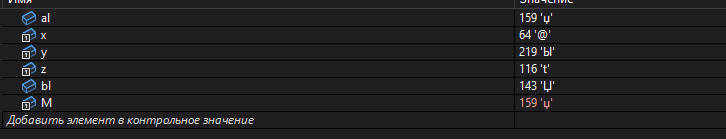 Имя Значение
al 159 'џ'
x 64 '@'
y 219 'Ы'
z 116 't'
bl 143 'Џ'
M 159 'џ'
Добавить элемент в контрольное значение